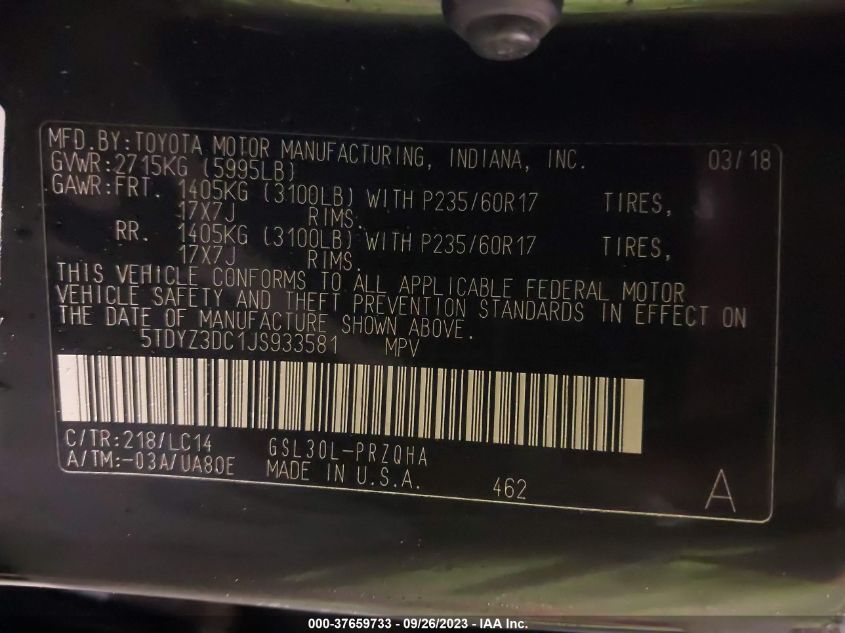 MFD.BY:TOYOTA MOTOR MANUFACTURING, INDIANA, INC. 03/18
GVWR:2715KG (5995LB)
GAWR:FRT. 1405KG (3100LB) WITH P235/60R17 TIRES,
17X7J RIMS.
RR. 1405KG (3100LB) WITH P235/60R17 TIRES,
17X7J RIMS.
THIS VEHICLE CONFORMS TO ALL APPLICABLE FEDERAL MOTOR
VEHICLE SAFETY AND THEFT PREVENTION STANDARDS IN EFFECT ON
THE DATE OF MANUFACTURE SHOWN ABOVE.
5TDYZ3DC1JS933581 MPV
C/TR:218/LC14 GSL30L-PRZQHA
A/TM:-03A/UA80E MADE IN U.S.A. 462 A
000-37659733 - 09/26/2023 - IAA Inc.